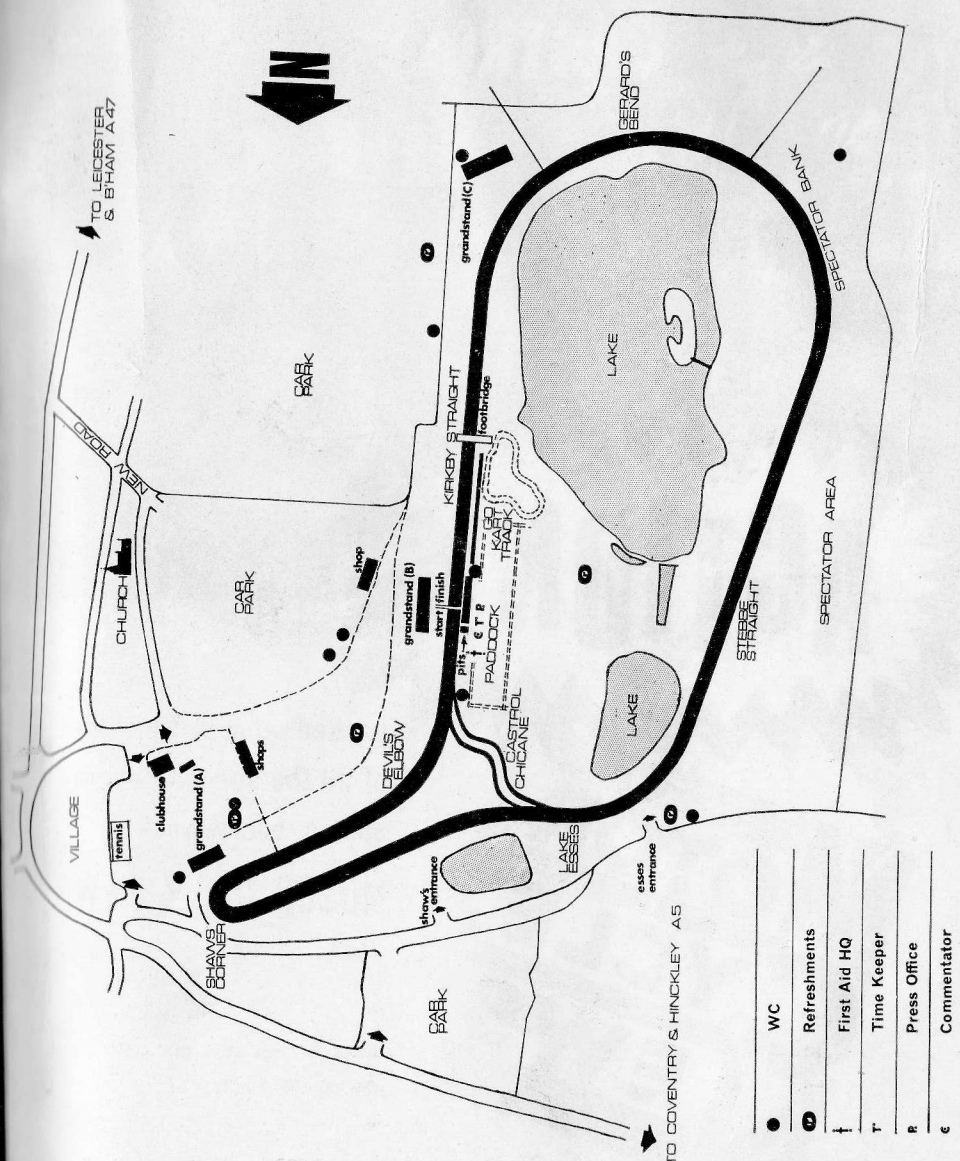 N
TO LEICESTER
& B'HAM A47
NEW ROAD
CHURCH
CAR
PARK
CAR
PARK
VILLAGE
tennis
clubhouse
grandstand (A)
shops
shop
grandstand (B)
start finish
grandstand (C)
KIRKBY STRAIGHT
footbridge
GERARD'S
BEND
SPECTATOR BANK
LAKE
GO
KART
TRACK
pits
† C T P.
PADDOCK
CASTROL
CHICANE
DEVIL'S
ELBOW
SHAWS
CORNER
shaw's
entrance
LAKE
ESSES
esses
entrance
LAKE
STEBBE
STRAIGHT
SPECTATOR AREA
CAR
PARK
TO COVENTRY & HINCKLEY A5
WC
Refreshments
† First Aid HQ
T Time Keeper
P. Press Office
C Commentator